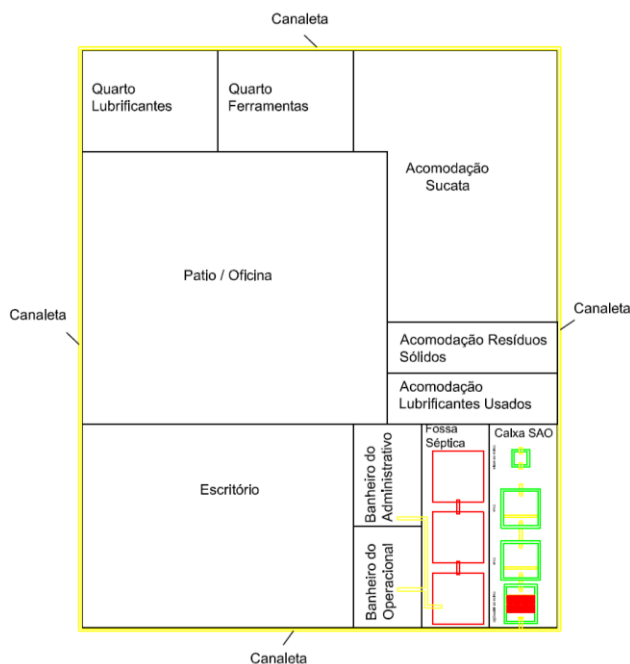 Canaleta
Quarto
Lubrificantes
Quarto
Ferramentas
Acomodação
Sucata
Patio / Oficina
Canaleta
Canaleta
Acomodação Resíduos
Sólidos
Acomodação
Lubrificantes Usados
Fossa
Séptica
Caixa SAO
Banheiro do
Administrativo
Escritório
Banheiro do
Operacional
Canaleta